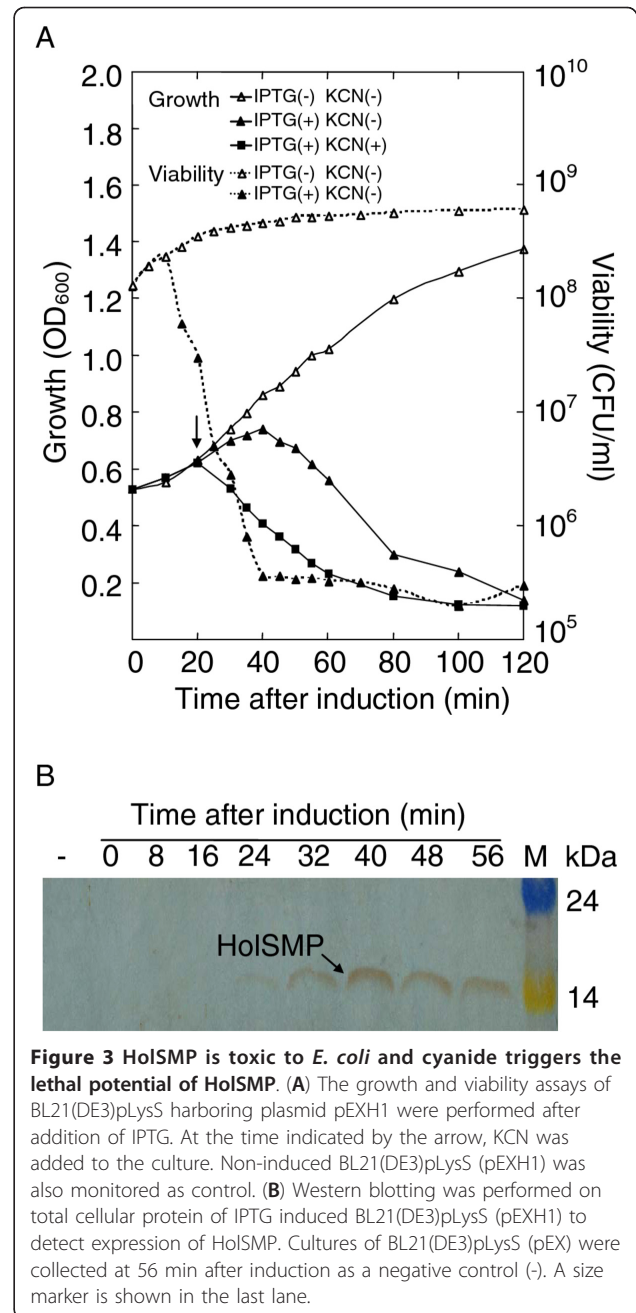 A
2.0
1.8
1.6
1.4
1.2
1.0
0.8
0.6
0.4
0.2
Growth (OD600)
Growth IPTG(-) KCN(-)
IPTG(+) KCN(-)
IPTG(+) KCN(+)
Viability IPTG(-) KCN(-)
IPTG(+) KCN(-)
10^10
10^9
10^8
10^7
10^6
10^5
Viability (CFU/ml)
0 20 40 60 80 100 120
Time after induction (min)
B
Time after induction (min)
- 0 8 16 24 32 40 48 56 M kDa
24
HolSMP
14
Figure 3 HolSMP is toxic to E. coli and cyanide triggers the
lethal potential of HolSMP. (A) The growth and viability assays of
BL21(DE3)pLysS harboring plasmid pEXH1 were performed after
addition of IPTG. At the time indicated by the arrow, KCN was
added to the culture. Non-induced BL21(DE3)pLysS (pEXH1) was
also monitored as control. (B) Western blotting was performed on
total cellular protein of IPTG induced BL21(DE3)pLysS (pEXH1) to
detect expression of HolSMP. Cultures of BL21(DE3)pLysS (pEX) were
collected at 56 min after induction as a negative control (-). A size
marker is shown in the last lane.